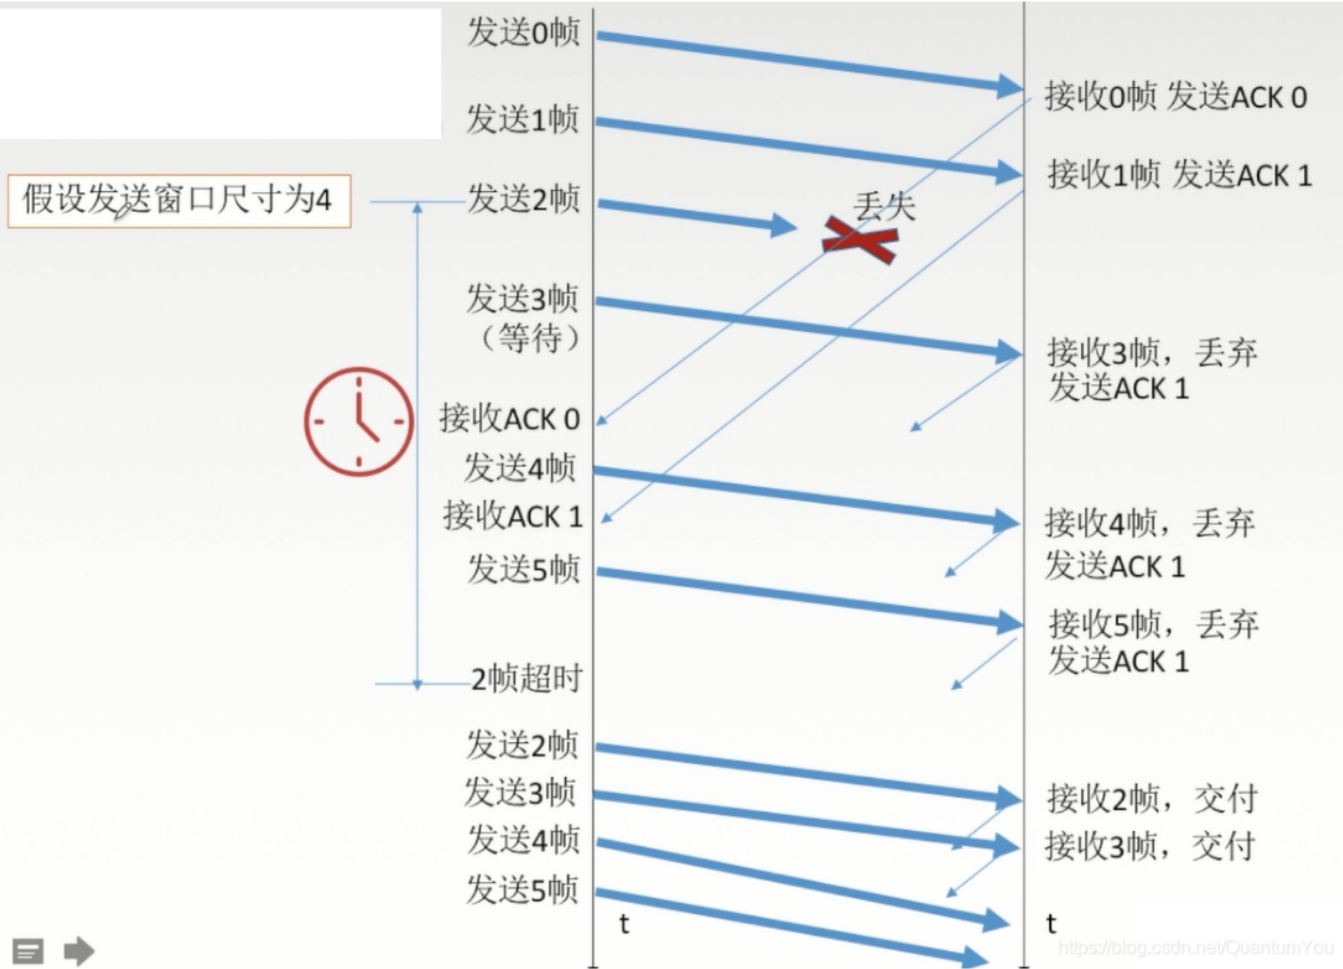 发送0帧
接收0帧 发送ACK 0
发送1帧
接收1帧 发送ACK 1
假设发送窗口尺寸为4
发送2帧
丢失
发送3帧
（等待）
接收3帧，丢弃
发送ACK 1
接收ACK 0
发送4帧
接收ACK 1
接收4帧，丢弃
发送ACK 1
发送5帧
接收5帧，丢弃
发送ACK 1
2帧超时
发送2帧
接收2帧，交付
发送3帧
接收3帧，交付
发送4帧
发送5帧
t
t
https://blog.csdn.net/QuantumYou